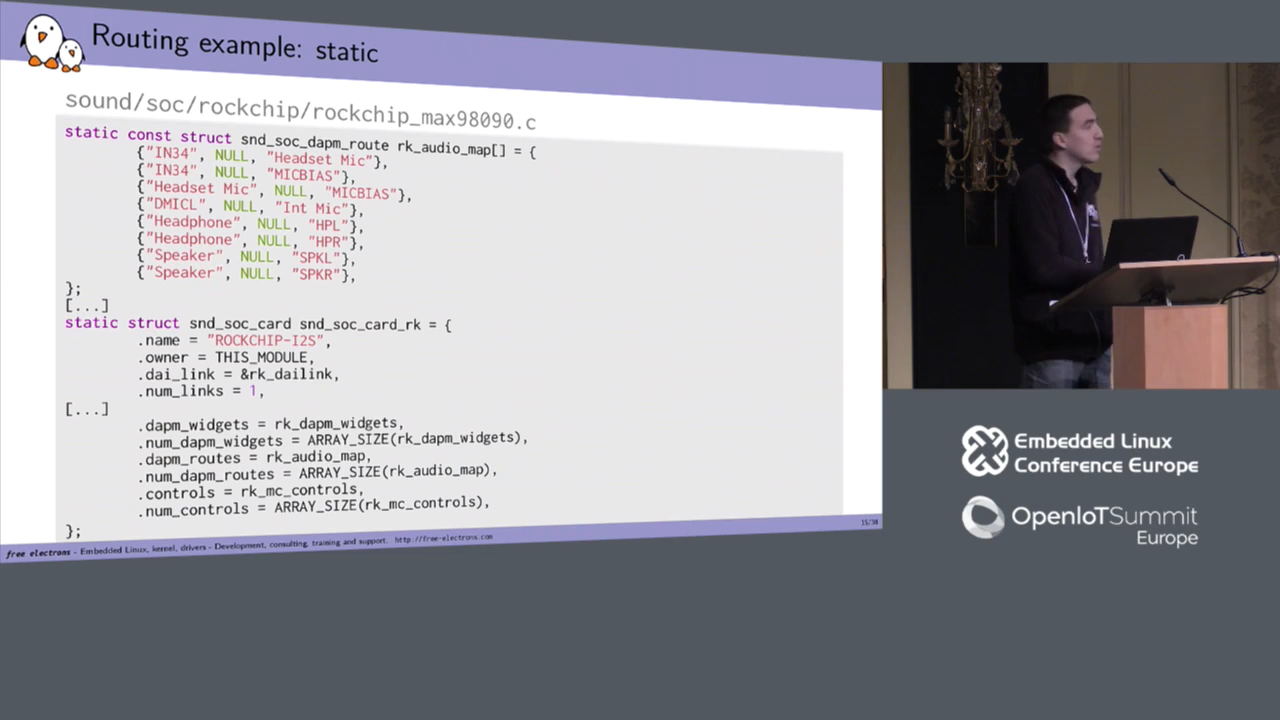 Routing example: static
sound/soc/rockchip/rockchip_max98090.c
static const struct snd_soc_dapm_route rk_audio_map[] = {
{"IN34", NULL, "Headset Mic"},
{"IN34", NULL, "MICBIAS"},
{"Headset Mic", NULL, "MICBIAS"},
{"DMICL", NULL, "Int Mic"},
{"Headphone", NULL, "HPL"},
{"Headphone", NULL, "HPR"},
{"Speaker", NULL, "SPKL"},
{"Speaker", NULL, "SPKR"},
};
[...]
static struct snd_soc_card snd_soc_card_rk = {
.name = "ROCKCHIP-I2S",
.owner = THIS_MODULE,
.dai_link = &rk_dailink,
.num_links = 1,
[...]
.dapm_widgets = rk_dapm_widgets,
.num_dapm_widgets = ARRAY_SIZE(rk_dapm_widgets),
.dapm_routes = rk_audio_map,
.num_dapm_routes = ARRAY_SIZE(rk_audio_map),
.controls = rk_mc_controls,
.num_controls = ARRAY_SIZE(rk_mc_controls),
};
free electrons - Embedded Linux, kernel, drivers - Development, consulting, training and support. http://free-electrons.com
15/38
Embedded Linux
Conference Europe
OpenIoTSummit
Europe